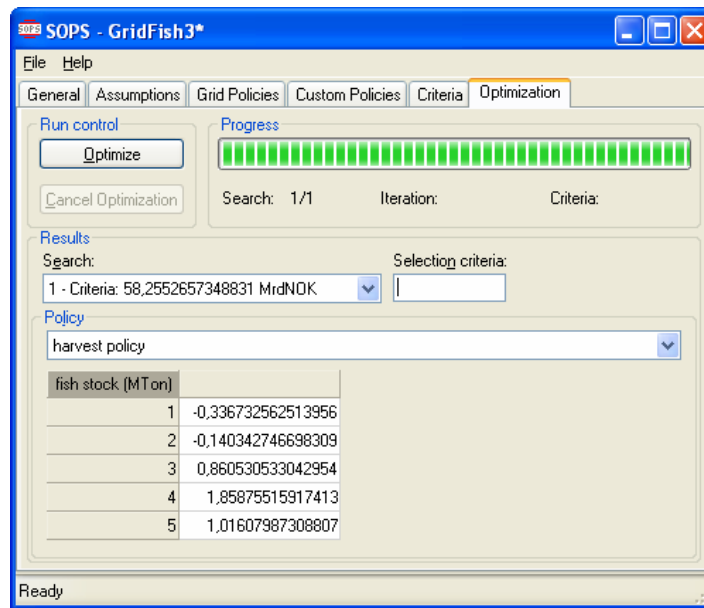 SOPS SOPS - GridFish3*
File Help
General Assumptions Grid Policies Custom Policies Criteria Optimization
Run control
Optimize
Cancel Optimization
Progress
Search: 1/1 Iteration: Criteria:
Results
Search: Selection criteria:
1 - Criteria: 58,2552657348831 MrdNOK
Policy
harvest policy
fish stock (MTon)
1 -0,336732562513956
2 -0,140342746698309
3 0,860530533042954
4 1,85875515917413
5 1,01607987308807
Ready